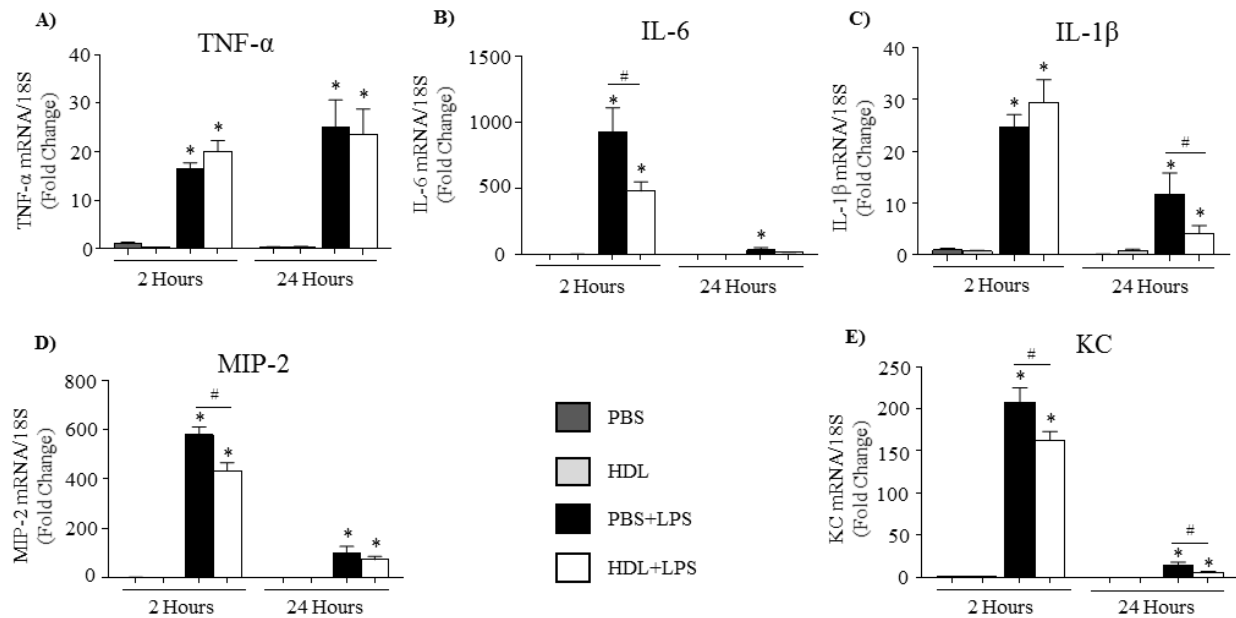 A)
TNF-α
TNF-α mRNA/18S
(Fold Change)
40
30
20
10
0
* * * *
2 Hours 24 Hours
B)
IL-6
IL-6 mRNA/18S
(Fold Change)
1500
1000
500
0
#
* * *
2 Hours 24 Hours
C)
IL-1β
IL-1β mRNA/18S
(Fold Change)
40
30
20
10
0
#
* * * *
2 Hours 24 Hours
D)
MIP-2
MIP-2 mRNA/18S
(Fold Change)
800
600
400
200
0
#
* * * *
2 Hours 24 Hours
PBS
HDL
PBS+LPS
HDL+LPS
E)
KC
KC mRNA/18S
(Fold Change)
250
200
150
100
50
0
# #
* * * *
2 Hours 24 Hours